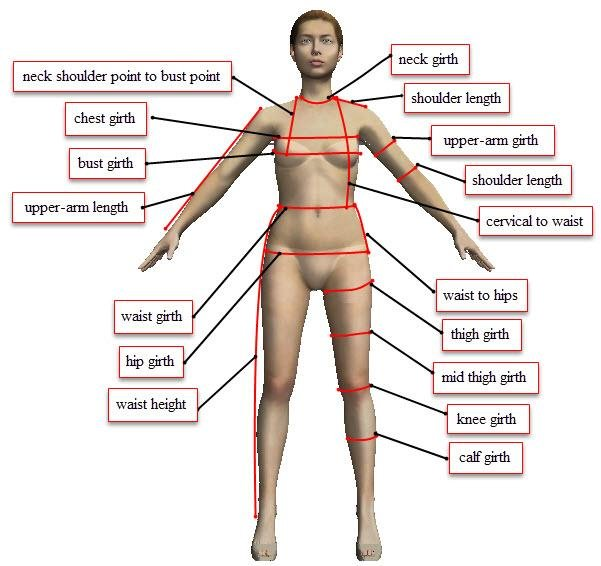 neck girth
neck shoulder point to bust point
shoulder length
chest girth
upper-arm girth
bust girth
shoulder length
upper-arm length
cervical to waist
waist to hips
waist girth
thigh girth
hip girth
mid thigh girth
waist height
knee girth
calf girth